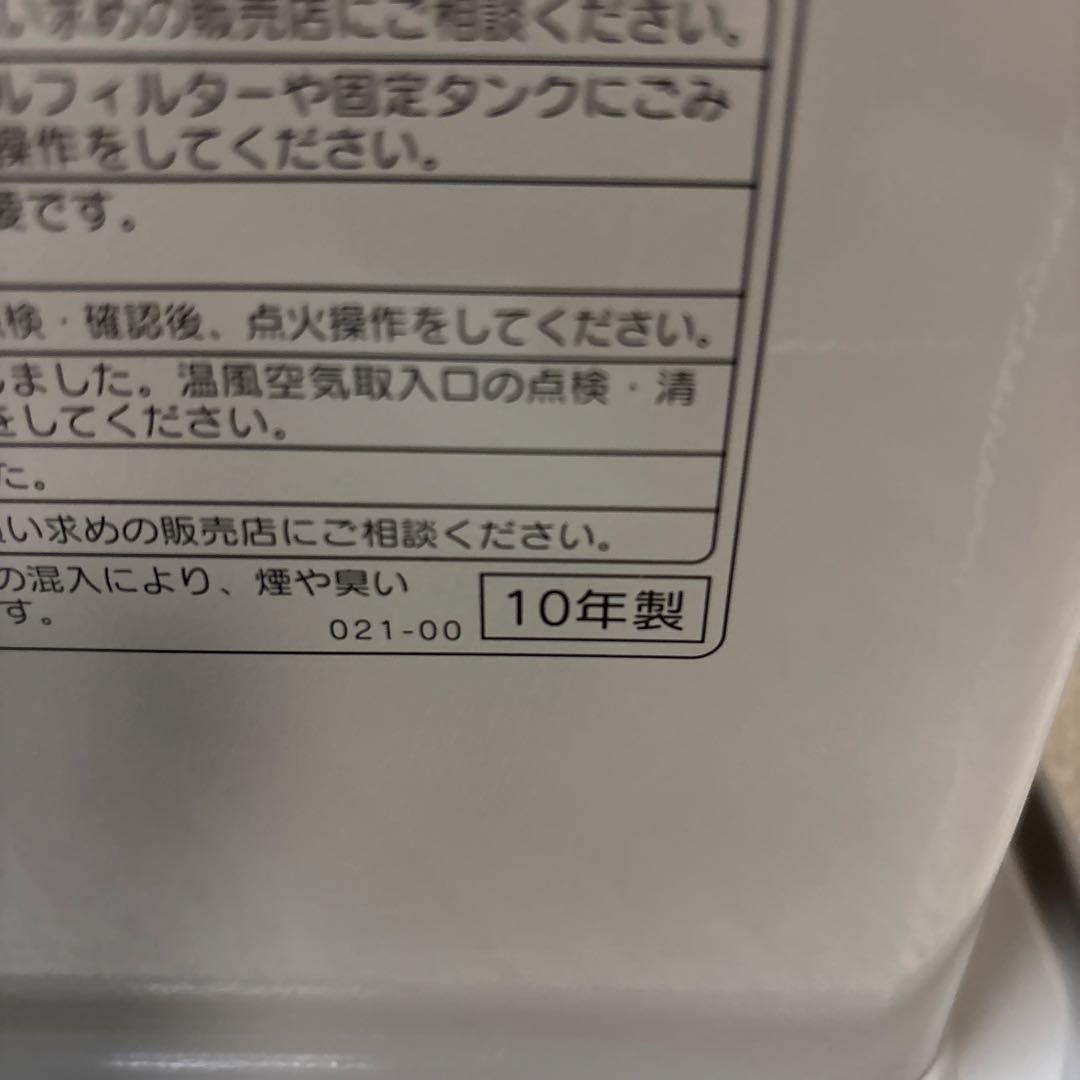 い求めの販売店にご相談ください。
ルフィルターや固定タンクにごみ
操作をしてください。
です。
検・確認後、点火操作をしてください。
しました。温風空気取入口の点検・清
をしてください。
た。
い求めの販売店にご相談ください。
の混入により、煙や臭い
す。
021-00
10年製